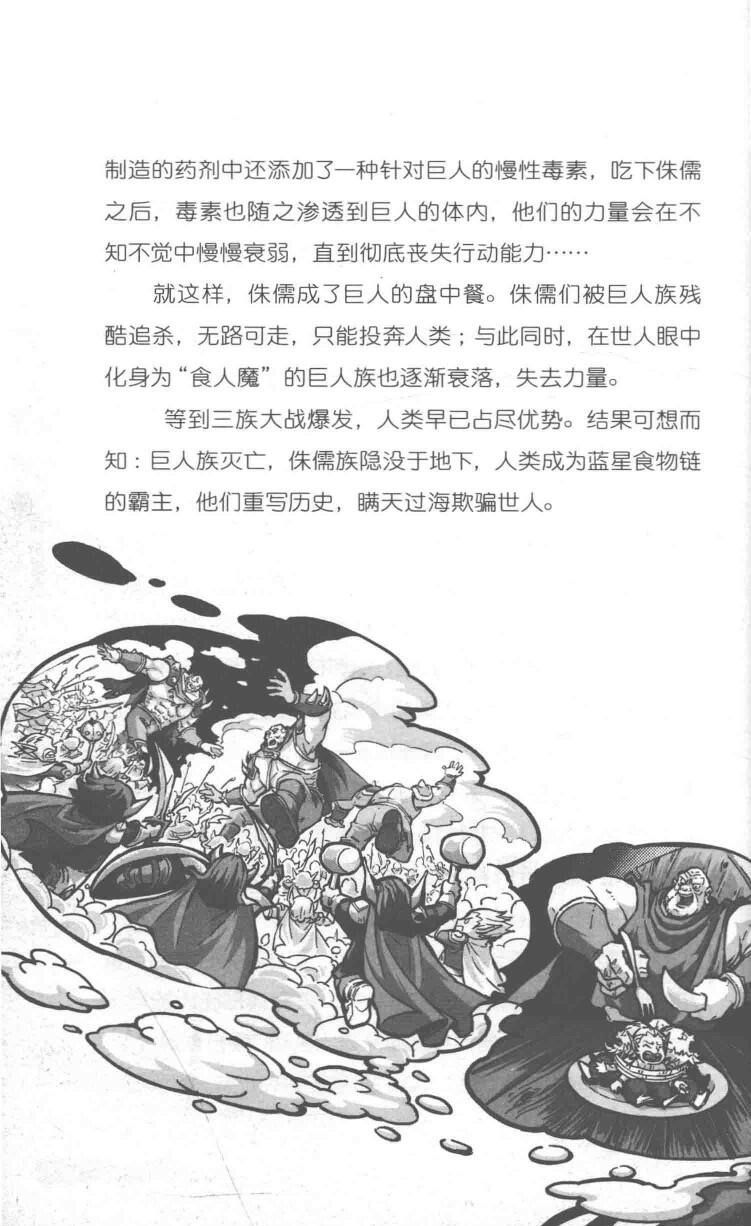 制造的药剂中还添加了一种针对巨人的慢性毒素，吃下侏儒
之后，毒素也随之渗透到巨人的体内，他们的力量会在不
知不觉中慢慢衰弱，直到彻底丧失行动能力……
就这样，侏儒成了巨人的盘中餐。侏儒们被巨人族残
酷追杀，无路可走，只能投奔人类；与此同时，在世人眼中
化身为“食人魔”的巨人族也逐渐衰落，失去力量。
等到三族大战爆发，人类早已占尽优势。结果可想而
知：巨人族灭亡，侏儒族隐没于地下，人类成为蓝星食物链
的霸主，他们重写历史，瞒天过海欺骗世人。